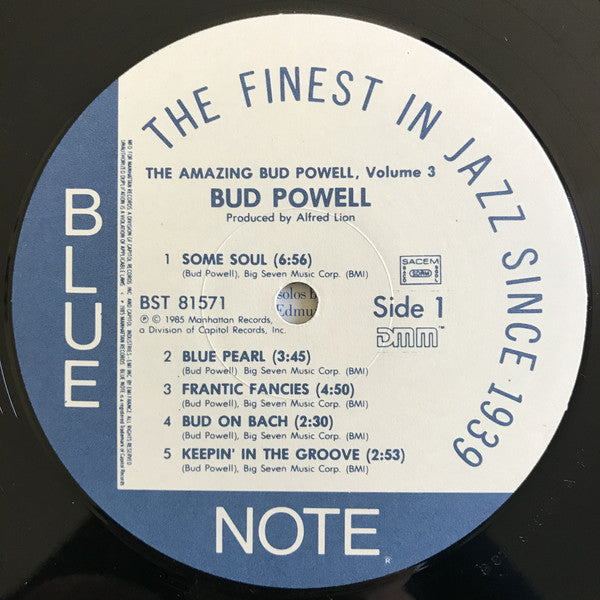 THE FINEST IN JAZZ SINCE 1939
THE AMAZING BUD POWELL, Volume 3
BUD POWELL
Produced by Alfred Lion
1 SOME SOUL (6:56)
(Bud Powell), Big Seven Music Corp. (BMI)
SACEM
BST 81571
℗ © 1985 Manhattan Records,
a Division of Capitol Records, Inc.
solos b
Edmu
Side 1
DMM™
2 BLUE PEARL (3:45)
(Bud Powell), Big Seven Music Corp. (BMI)
3 FRANTIC FANCIES (4:50)
(Bud Powell), Big Seven Music Corp. (BMI)
4 BUD ON BACH (2:30)
(Bud Powell), Big Seven Music Corp. (BMI)
5 KEEPIN' IN THE GROOVE (2:53)
(Bud Powell), Big Seven Music Corp. (BMI)
BLUE
NOTE®